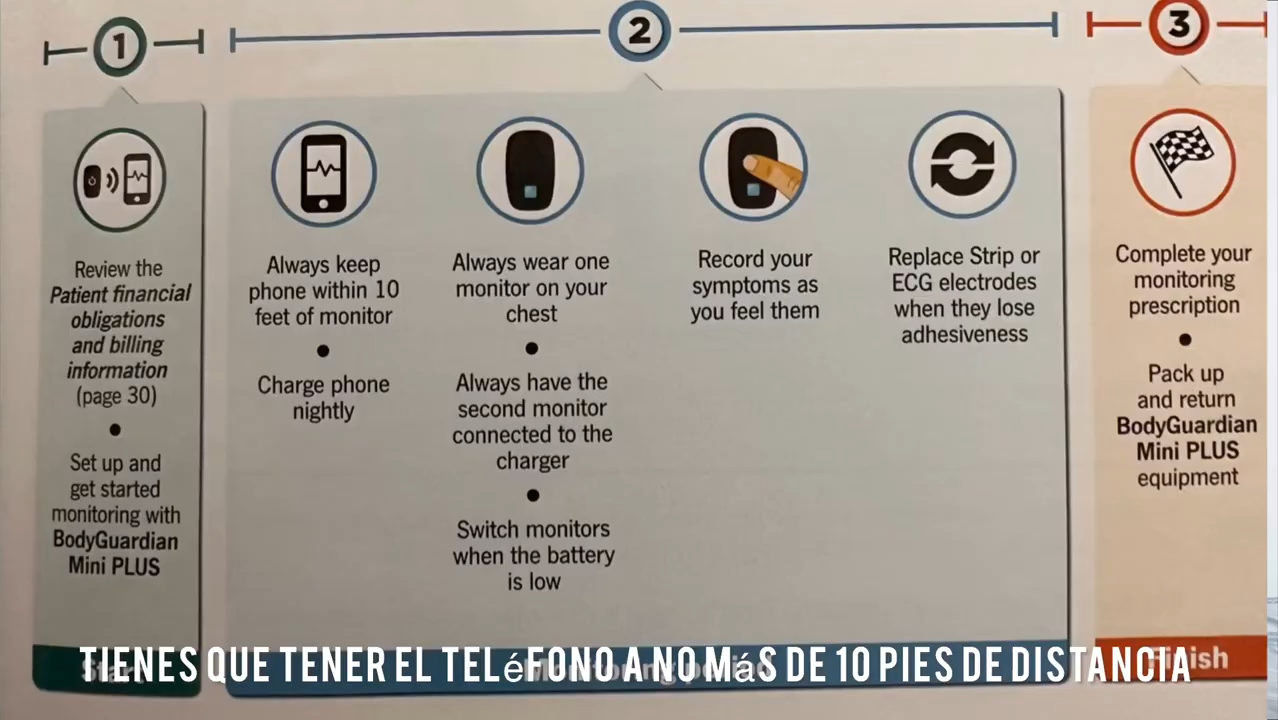 1
2
3
Review the
Patient financial
obligations
and billing
information
(page 30)
•
Set up and
get started
monitoring with
BodyGuardian
Mini PLUS
Always keep
phone within 10
feet of monitor
•
Charge phone
nightly
Always wear one
monitor on your
chest
•
Always have the
second monitor
connected to the
charger
•
Switch monitors
when the battery
is low
Record your
symptoms as
you feel them
Replace Strip or
ECG electrodes
when they lose
adhesiveness
Complete your
monitoring
prescription
•
Pack up
and return
BodyGuardian
Mini PLUS
equipment
Start
Monitoring period
Finish
TIENES QUE TENER EL TELéFONO A NO MáS DE 10 PIES DE DISTANCIA